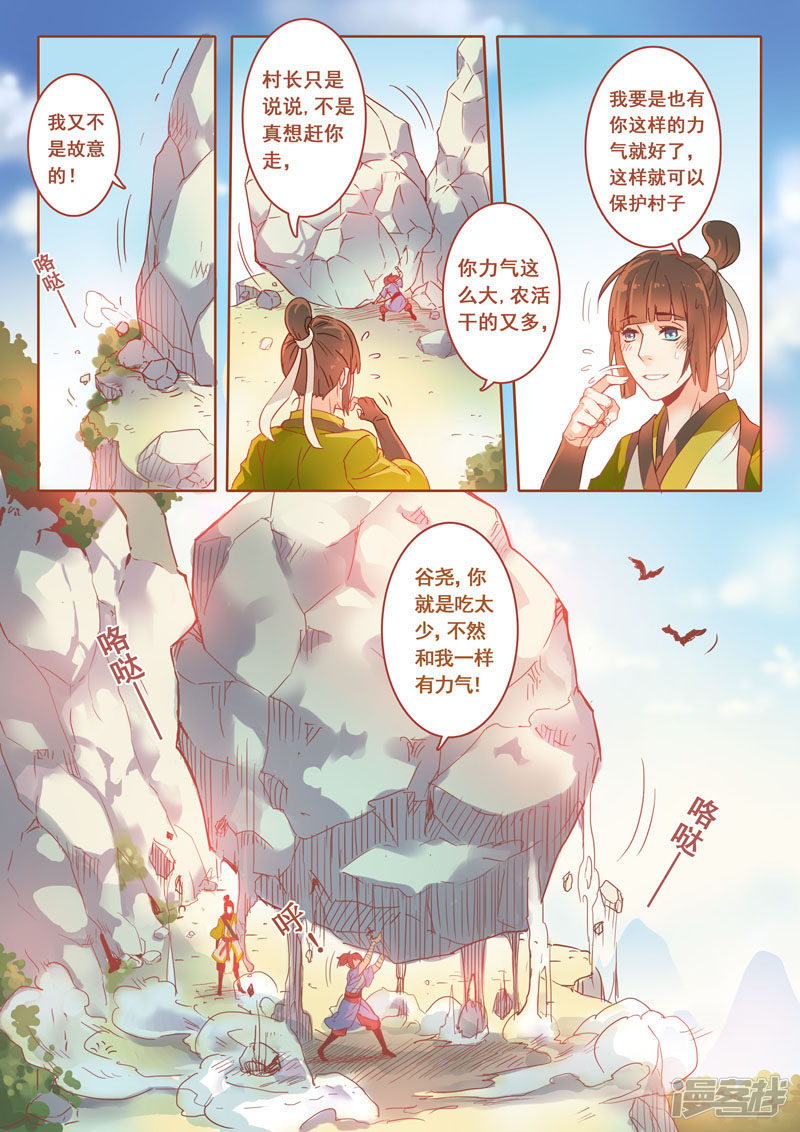 我又不
是故意
的！
咯哒——
村长只是
说说，不是
真想赶你
走，
你力气这
么大，农活
干的又多，
我要是也有
你这样的力
气就好了，
这样就可以
保护村子
谷尧，你
就是吃太
少，不然
和我一样
有力气！
咯哒——
呼！
咯哒——
漫客栈